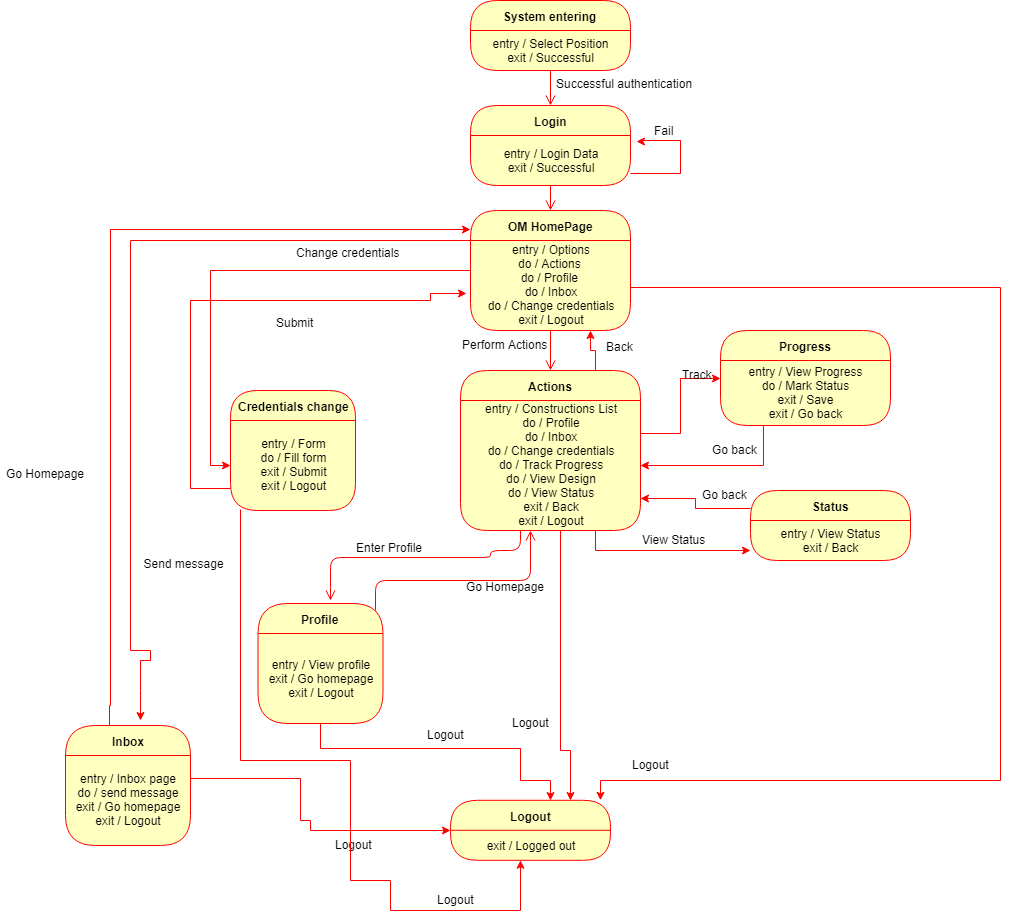 System entering
entry / Select Position
exit / Successful
Successful authentication
Login
entry / Login Data
exit / Successful
Fail
OM HomePage
entry / Options
do / Actions
do / Profile
do / Inbox
do / Change credentials
exit / Logout
Change credentials
Submit
Perform Actions
Back
Progress
entry / View Progress
do / Mark Status
exit / Save
exit / Go back
Track
Actions
entry / Constructions List
do / Profile
do / Inbox
do / Change credentials
do / Track Progress
do / View Design
do / View Status
exit / Back
exit / Logout
Credentials change
entry / Form
do / Fill form
exit / Submit
exit / Logout
Go Homepage
Go back
Go back
Status
entry / View Status
exit / Back
View Status
Enter Profile
Send message
Go Homepage
Profile
entry / View profile
exit / Go homepage
exit / Logout
Inbox
entry / Inbox page
do / send message
exit / Go homepage
exit / Logout
Logout
Logout
Logout
Logout
exit / Logged out
Logout
Logout